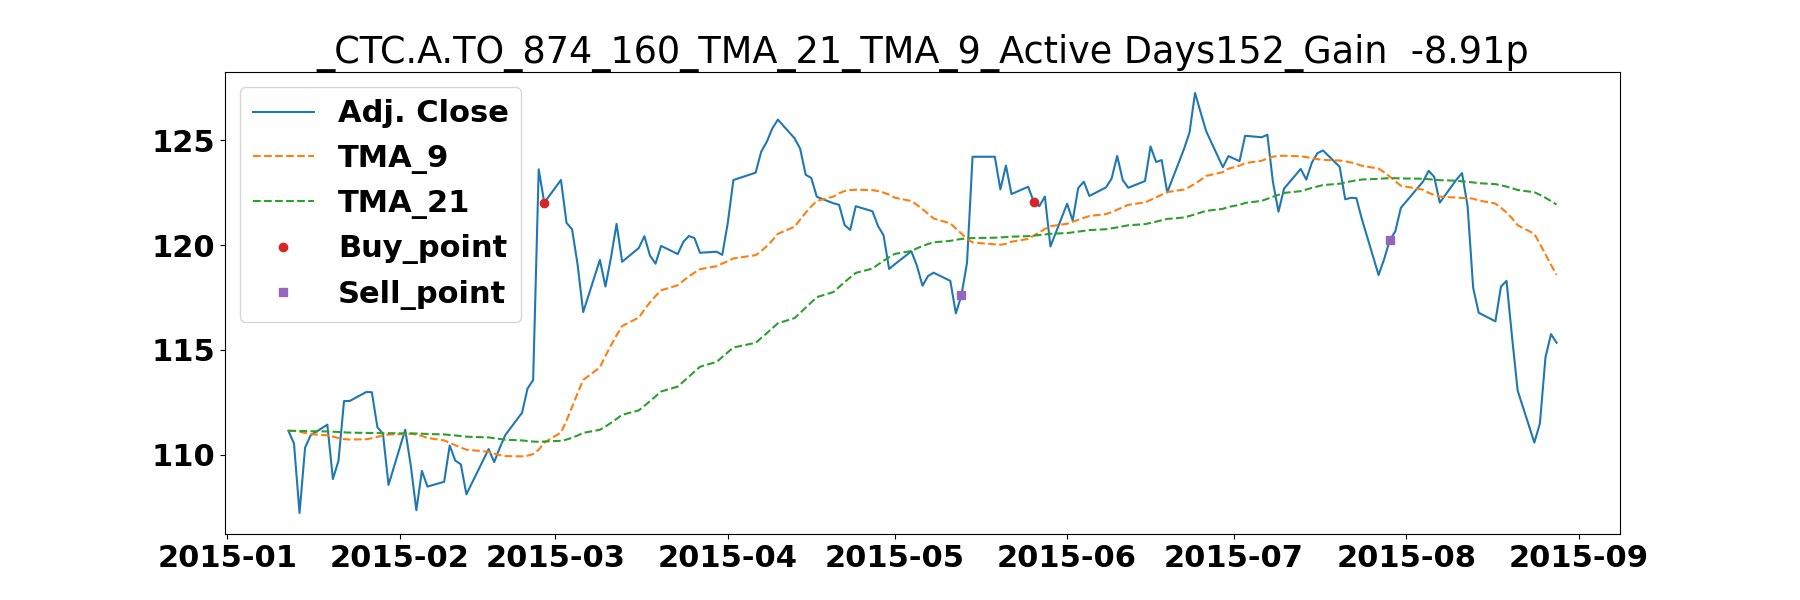 _CTC.A.TO_874_160_TMA_21_TMA_9_Active Days152_Gain  -8.91p
Adj. Close
TMA_9
TMA_21
Buy_point
Sell_point
125
120
115
110
2015-01 2015-02 2015-03 2015-04 2015-05 2015-06 2015-07 2015-08 2015-09